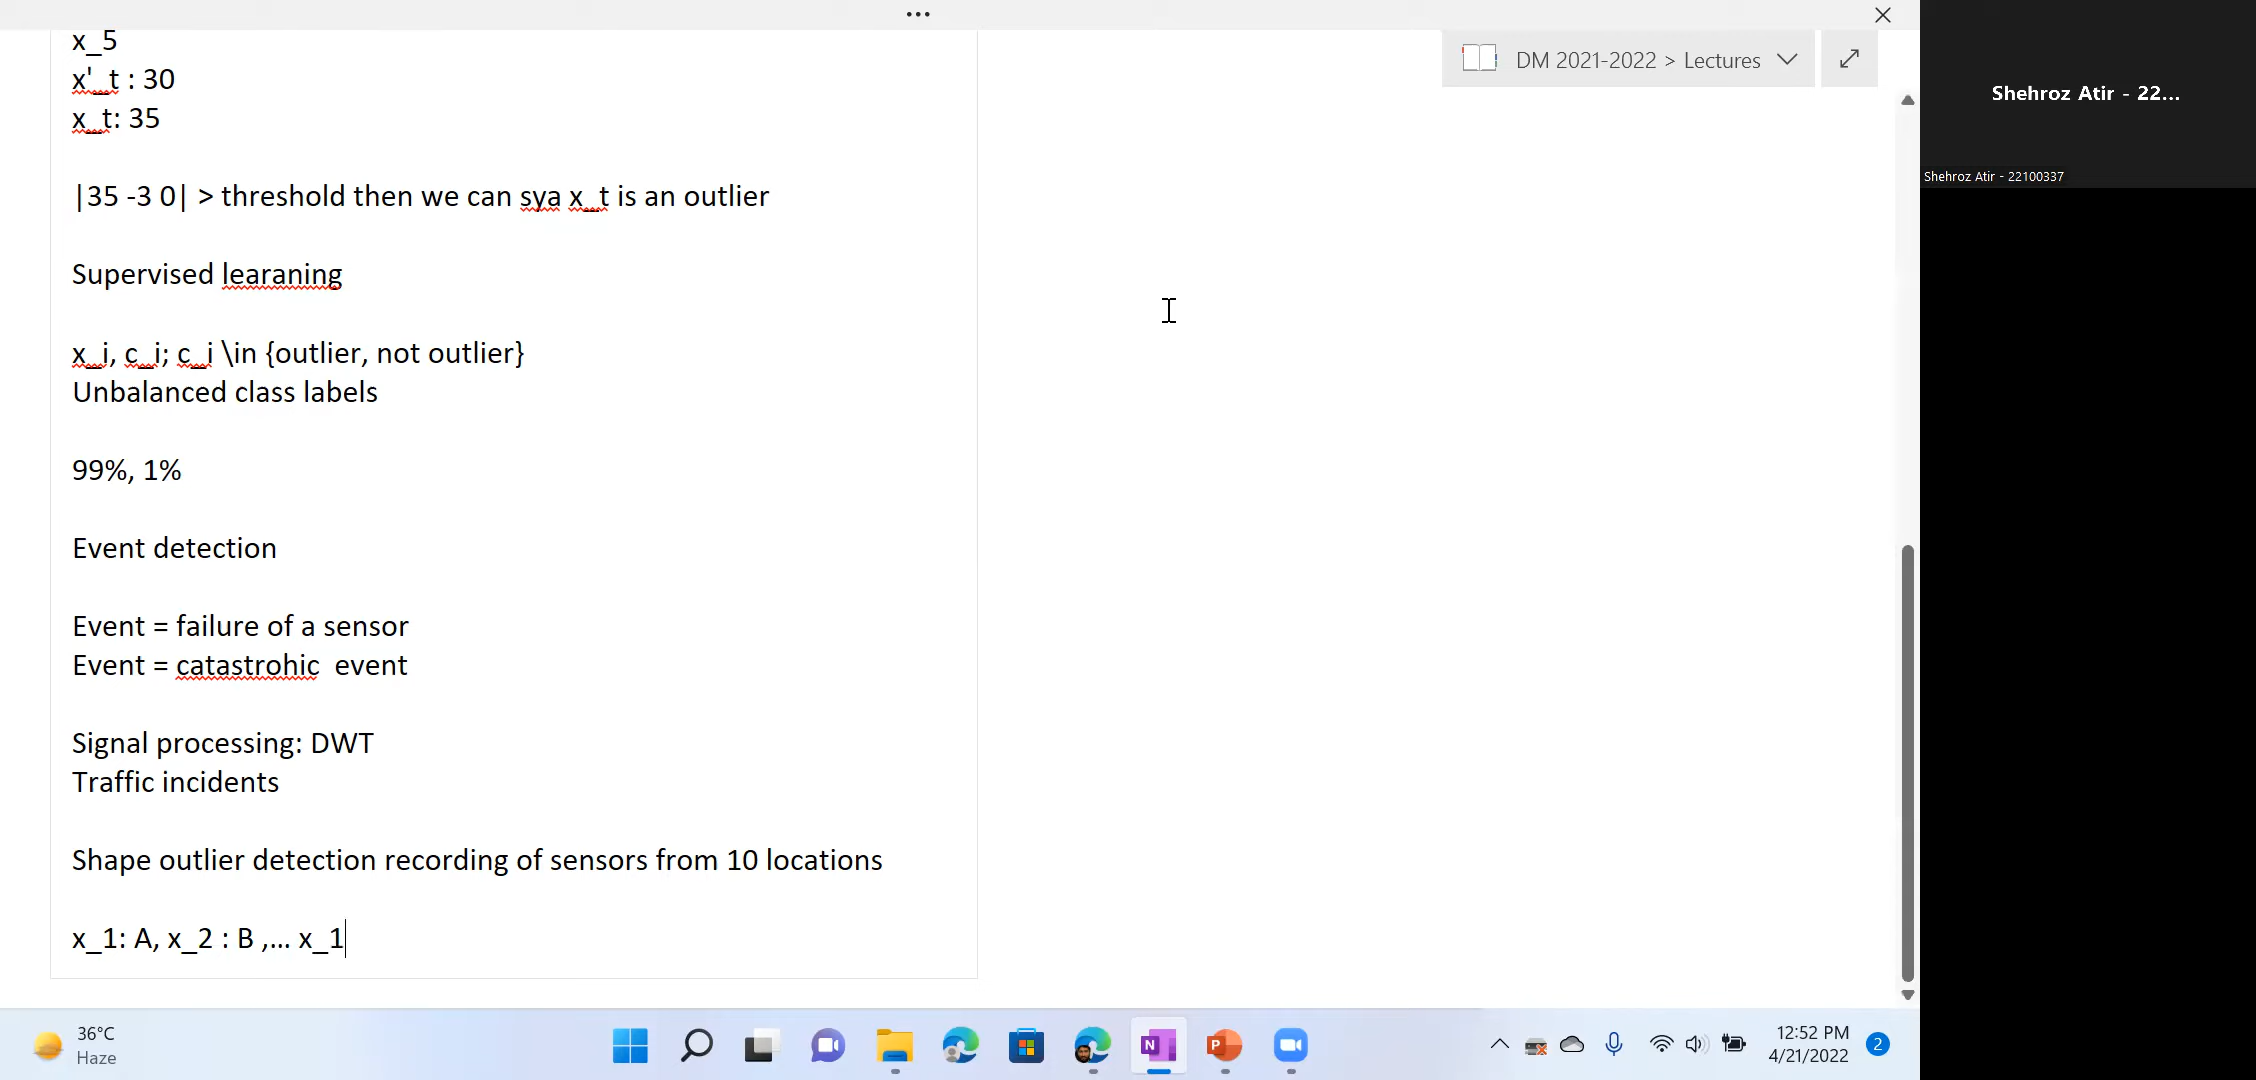 x_5
DM 2021-2022 > Lectures
x'_t : 30
x_t: 35
Shehroz Atir - 22...
Shehroz Atir - 22100337
|35 -3 0| > threshold then we can sya x_t is an outlier
Supervised learaning
x_i, c_i; c_i \in {outlier, not outlier}
Unbalanced class labels
99%, 1%
Event detection
Event = failure of a sensor
Event = catastrohic  event
Signal processing: DWT
Traffic incidents
Shape outlier detection recording of sensors from 10 locations
x_1: A, x_2 : B ,... x_1
36°C
Haze
N
P
12:52 PM
4/21/2022
2